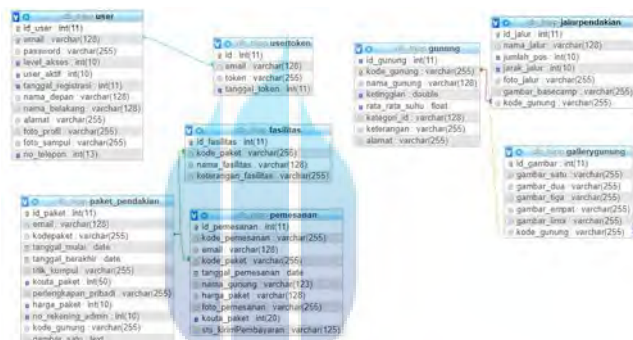 user
id_user int(11)
email varchar(128)
password varchar(255)
level_akses int(10)
user_aktif int(10)
tanggal_registrasi int(11)
nama_depan varchar(128)
nama_belakang varchar(128)
alamat varchar(255)
foto_profil varchar(255)
foto_sampul varchar(255)
no_telepon int(13)
usertoken
id int(11)
email varchar(128)
token varchar(255)
tanggal_token int(11)
gunung
id_gunung int(11)
kode_gunung varchar(255)
nama_gunung varchar(128)
ketinggian double
rata_rata_suhu float
kategori_id varchar(128)
keterangan varchar(255)
alamat varchar(255)
jalurpendakian
id_jalur int(11)
nama_jalur varchar(128)
jumlah_pos int(10)
jarak_jalur int(10)
foto_jalur varchar(255)
gambar_basecamp varchar(255)
kode_gunung varchar(255)
fasilitas
id_fasilitas int(11)
kode_paket varchar(255)
nama_fasilitas varchar(128)
keterangan_fasilitas varchar(255)
gallerygunung
id_gambar int(11)
gambar_satu varchar(255)
gambar_dua varchar(255)
gambar_tiga varchar(255)
gambar_empat varchar(255)
gambar_lima varchar(255)
kode_gunung varchar(255)
paket_pendakian
id_paket int(11)
email varchar(128)
kodepaket varchar(255)
tanggal_mulai date
tanggal_berakhir date
titik_kumpul varchar(255)
kouta_paket int(50)
perlengkapan_pribadi varchar(255)
harga_paket int(10)
no_rekening_admin int(10)
kode_gunung varchar(255)
gambar_satu text
pemesanan
id_pemesanan int(11)
kode_pemesanan varchar(255)
email varchar(128)
kode_paket varchar(255)
tanggal_pemesanan date
nama_gunung varchar(123)
harga_paket varchar(128)
foto_pemesanan varchar(255)
kouta_paket int(20)
sts_kirimPembayaran varchar(125)